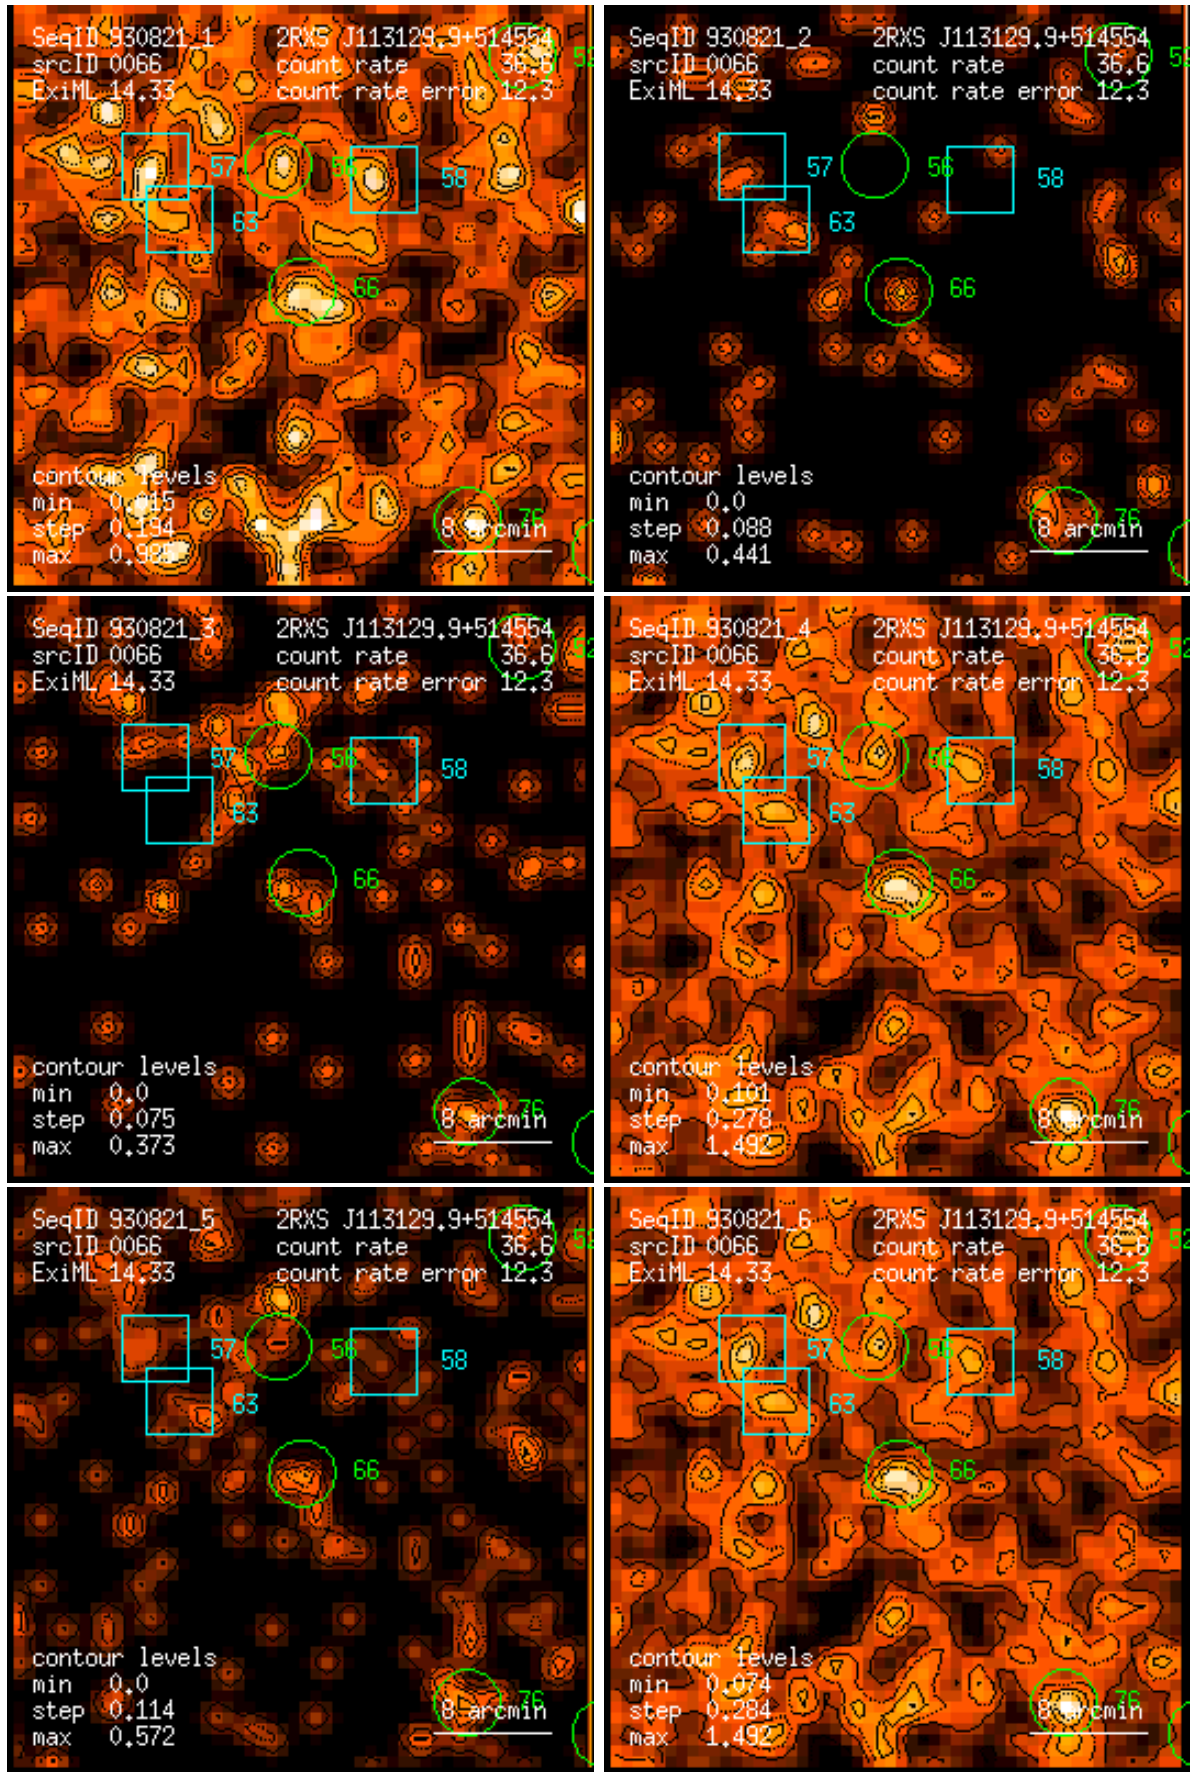 SeqID 930821_1 2RXS J113129.9+514554
srcID 0066 count rate 36.6 52
ExiML 14.33 count rate error 12.3
57 56 58
63
66
contour levels
min 0.015
step 0.194 76
max 0.985 8 arcmin
SeqID 930821_2 2RXS J113129.9+514554
srcID 0066 count rate 36.6 52
ExiML 14.33 count rate error 12.3
57 56 58
63
66
contour levels
min 0.0
step 0.088 76
max 0.441 8 arcmin
SeqID 930821_3 2RXS J113129.9+514554
srcID 0066 count rate 36.6 52
ExiML 14.33 count rate error 12.3
57 56 58
63
66
contour levels
min 0.0
step 0.075 76
max 0.373 8 arcmin
SeqID 930821_4 2RXS J113129.9+514554
srcID 0066 count rate 36.6 52
ExiML 14.33 count rate error 12.3
57 56 58
63
66
contour levels
min 0.101
step 0.278 76
max 1.492 8 arcmin
SeqID 930821_5 2RXS J113129.9+514554
srcID 0066 count rate 36.6 52
ExiML 14.33 count rate error 12.3
57 56 58
63
66
contour levels
min 0.0
step 0.114 76
max 0.572 8 arcmin
SeqID 930821_6 2RXS J113129.9+514554
srcID 0066 count rate 36.6 52
ExiML 14.33 count rate error 12.3
57 56 58
63
66
contour levels
min 0.074
step 0.284 76
max 1.492 8 arcmin